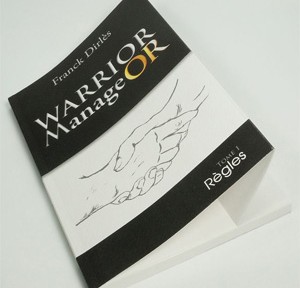 Franck Dirlès
WARRIOR
ManageOR
TOME 1
Règles